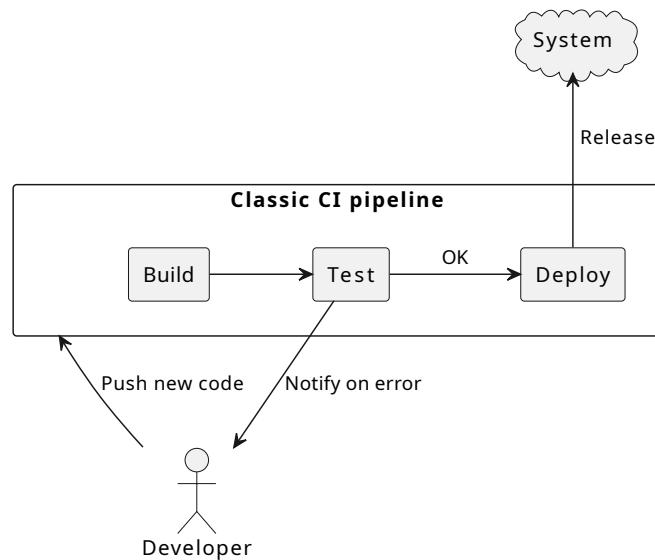 System
Release
Classic CI pipeline
Build
Test
OK
Deploy
Push new code
Notify on error
Developer